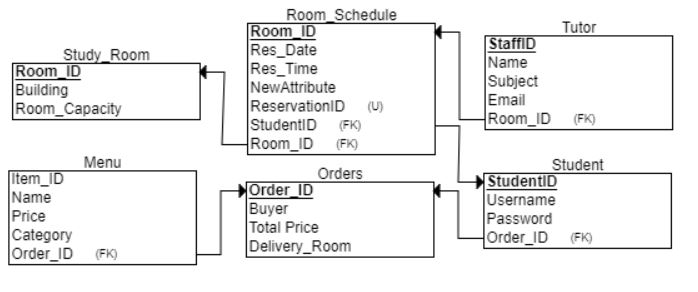 Room_Schedule
Room_ID
Res_Date
Res_Time
NewAttribute
ReservationID (U)
StudentID (FK)
Room_ID (FK)
Tutor
StaffID
Name
Subject
Email
Room_ID (FK)
Study_Room
Room_ID
Building
Room_Capacity
Menu
Item_ID
Name
Price
Category
Order_ID (FK)
Orders
Order_ID
Buyer
Total Price
Delivery_Room
Student
StudentID
Username
Password
Order_ID (FK)